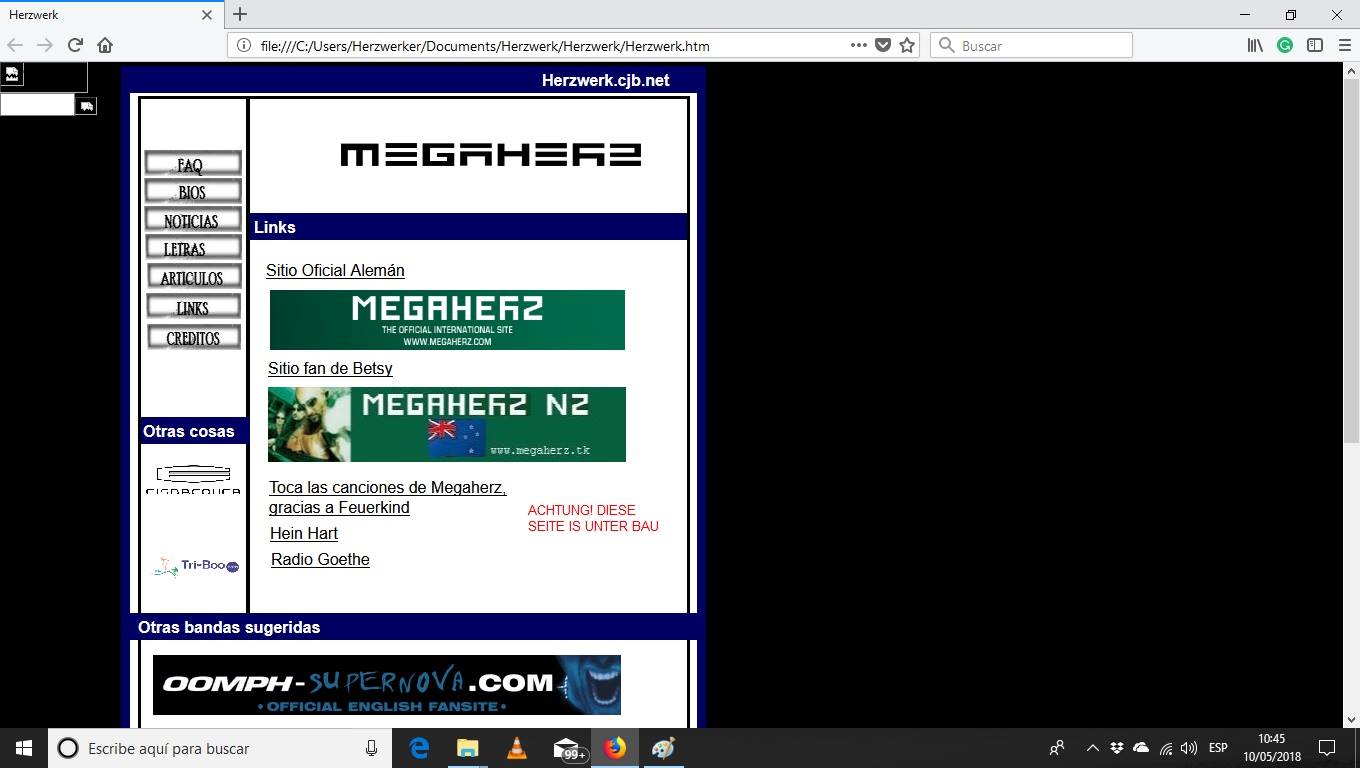 Herzwerk
file:///C:/Users/Herzwerker/Documents/Herzwerk/Herzwerk/Herzwerk.htm
Buscar
Herzwerk.cjb.net
MEGAHERZ
FAQ
BIOS
NOTICIAS
LETRAS
ARTICULOS
LINKS
CREDITOS
Links
Sitio Oficial Alemán
MEGAHERZ
THE OFFICIAL INTERNATIONAL SITE
WWW.MEGAHERZ.COM
Sitio fan de Betsy
MEGAHERZ NZ
www.megaherz.tk
Otras cosas
Tri-Boo
Toca las canciones de Megaherz,
gracias a Feuerkind
Hein Hart
Radio Goethe
ACHTUNG! DIESE
SEITE IS UNTER BAU
Otras bandas sugeridas
OOMPH-SUPERNOVA.COM
•OFFICIAL ENGLISH FANSITE•
Escribe aquí para buscar
99+
ESP
10:45
10/05/2018